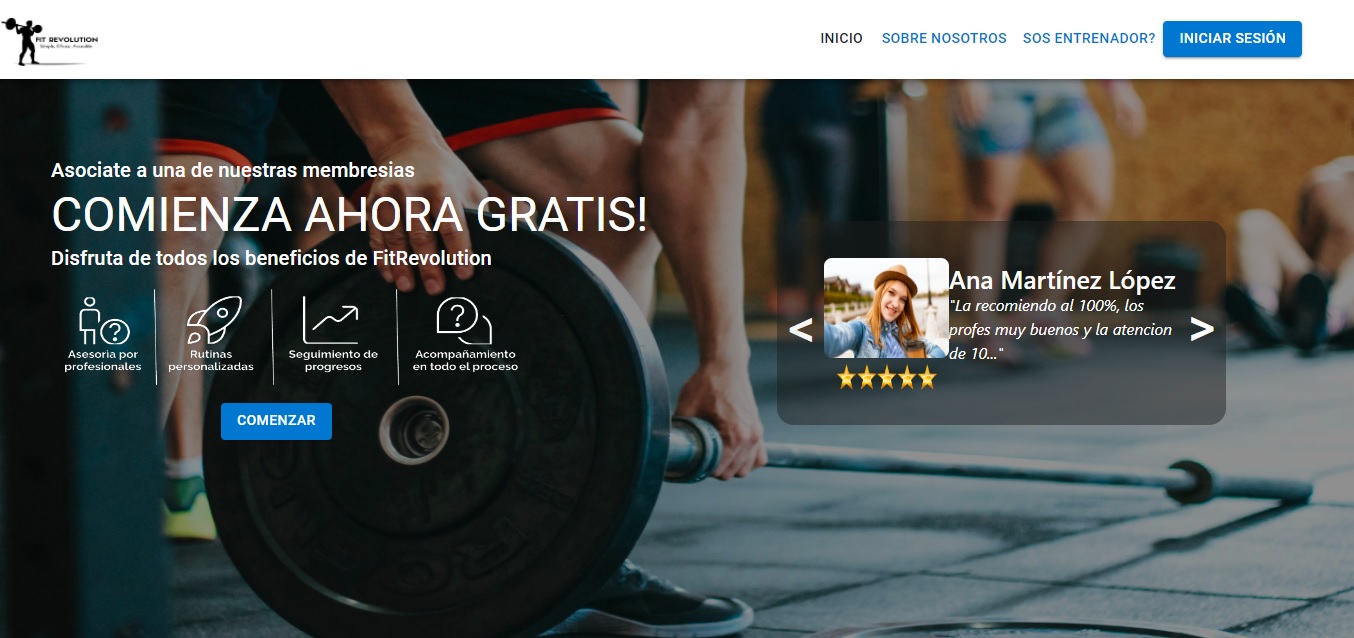 FIT REVOLUTION
Simple, Eficaz, Accesible
INICIO
SOBRE NOSOTROS
SOS ENTRENADOR?
INICIAR SESIÓN
Asociate a una de nuestras membresias
COMIENZA AHORA GRATIS!
Disfruta de todos los beneficios de FitRevolution
Asesoria por
profesionales
Rutinas
personalizadas
Seguimiento de
progresos
Acompañamiento
en todo el proceso
COMENZAR
<
Ana Martínez López
"La recomiendo al 100%, los
profes muy buenos y la atencion
de 10..."
>